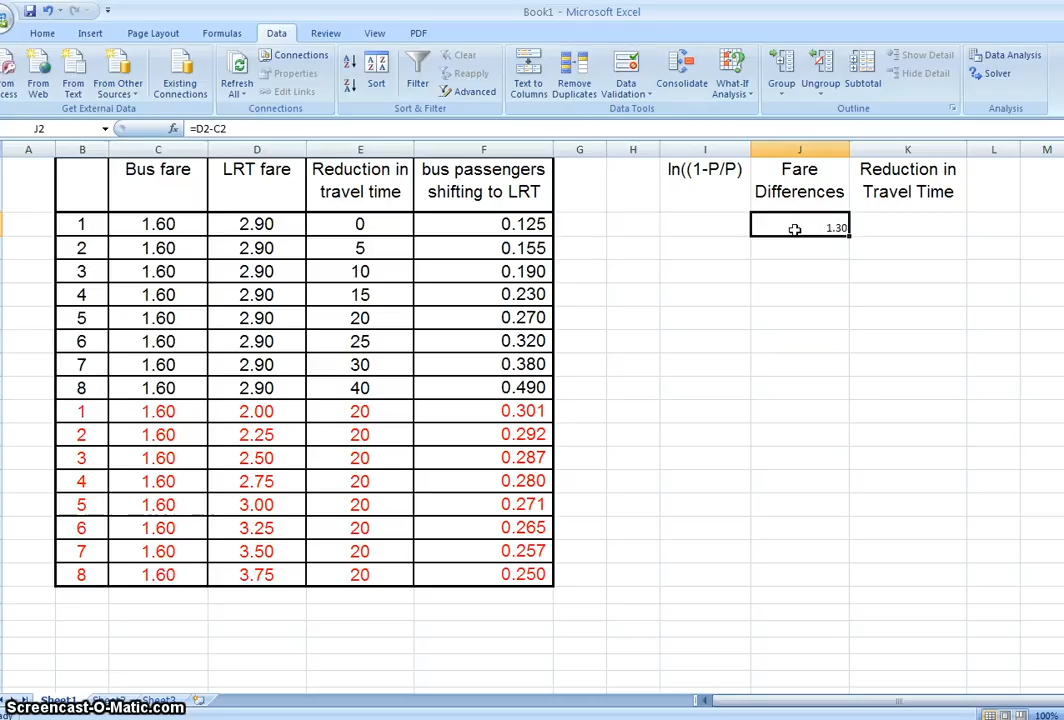 Book1 - Microsoft Excel
Home Insert Page Layout Formulas Data Review View PDF
From Web
From Text
From Other Sources
Existing Connections
Get External Data
Refresh All
Connections
Properties
Edit Links
Connections
Sort
Filter
Clear
Reapply
Advanced
Sort & Filter
Text to Columns
Remove Duplicates
Data Validation
Consolidate
What-If Analysis
Data Tools
Group
Ungroup
Subtotal
Show Detail
Hide Detail
Outline
Data Analysis
Solver
Analysis
J2 fx =D2-C2
A B C D E F G H I J K L M
Bus fare LRT fare Reduction in travel time bus passengers shifting to LRT ln((1-P/P) Fare Differences Reduction in Travel Time
1 1.60 2.90 0 0.125 1.30
2 1.60 2.90 5 0.155
3 1.60 2.90 10 0.190
4 1.60 2.90 15 0.230
5 1.60 2.90 20 0.270
6 1.60 2.90 25 0.320
7 1.60 2.90 30 0.380
8 1.60 2.90 40 0.490
1 1.60 2.00 20 0.301
2 1.60 2.25 20 0.292
3 1.60 2.50 20 0.287
4 1.60 2.75 20 0.280
5 1.60 3.00 20 0.271
6 1.60 3.25 20 0.265
7 1.60 3.50 20 0.257
8 1.60 3.75 20 0.250
Sheet1 Sheet2 Sheet3
Screencast-O-Matic.com
100%